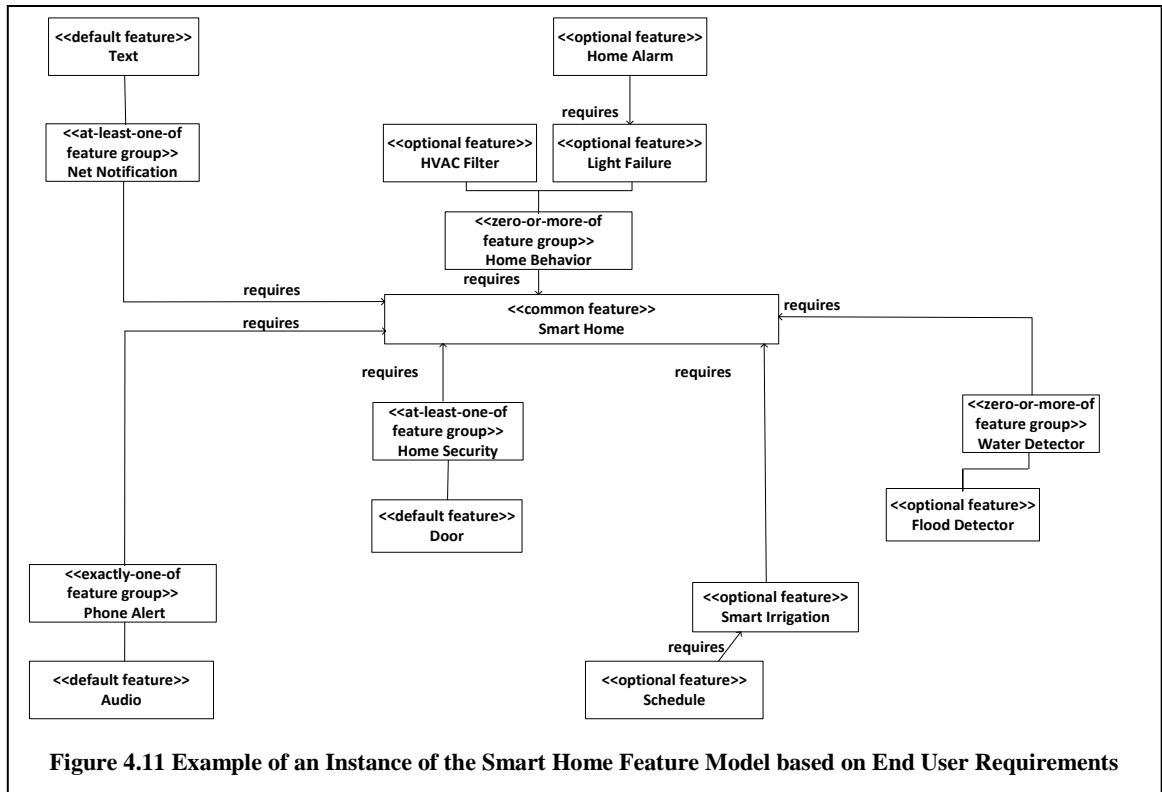 <<default feature>>
Text
<<optional feature>>
Home Alarm
requires
<<at-least-one-of
feature group>>
Net Notification
<<optional feature>>
HVAC Filter
<<optional feature>>
Light Failure
<<zero-or-more-of
feature group>>
Home Behavior
requires
requires
<<common feature>>
Smart Home
requires
requires
requires
requires
<<at-least-one-of
feature group>>
Home Security
<<zero-or-more-of
feature group>>
Water Detector
<<default feature>>
Door
<<optional feature>>
Flood Detector
<<exactly-one-of
feature group>>
Phone Alert
<<optional feature>>
Smart Irrigation
requires
<<default feature>>
Audio
<<optional feature>>
Schedule
Figure 4.11 Example of an Instance of the Smart Home Feature Model based on End User Requirements